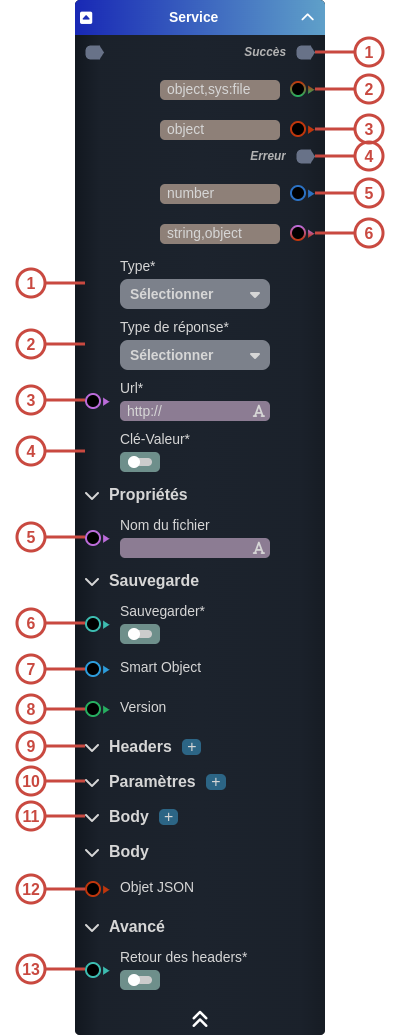 Service
Succès 1
object,sys:file 2
object 3
Erreur 4
number 5
string,object 6
Type*
1 Sélectionner
Type de réponse*
2 Sélectionner
Url*
3 http:// A
Clé-Valeur*
4
Propriétés
Nom du fichier
5 A
Sauvegarde
Sauvegarder*
6
7 Smart Object
8 Version
9 Headers +
10 Paramètres +
11 Body +
Body
12 Objet JSON
Avancé
Retour des headers*
13